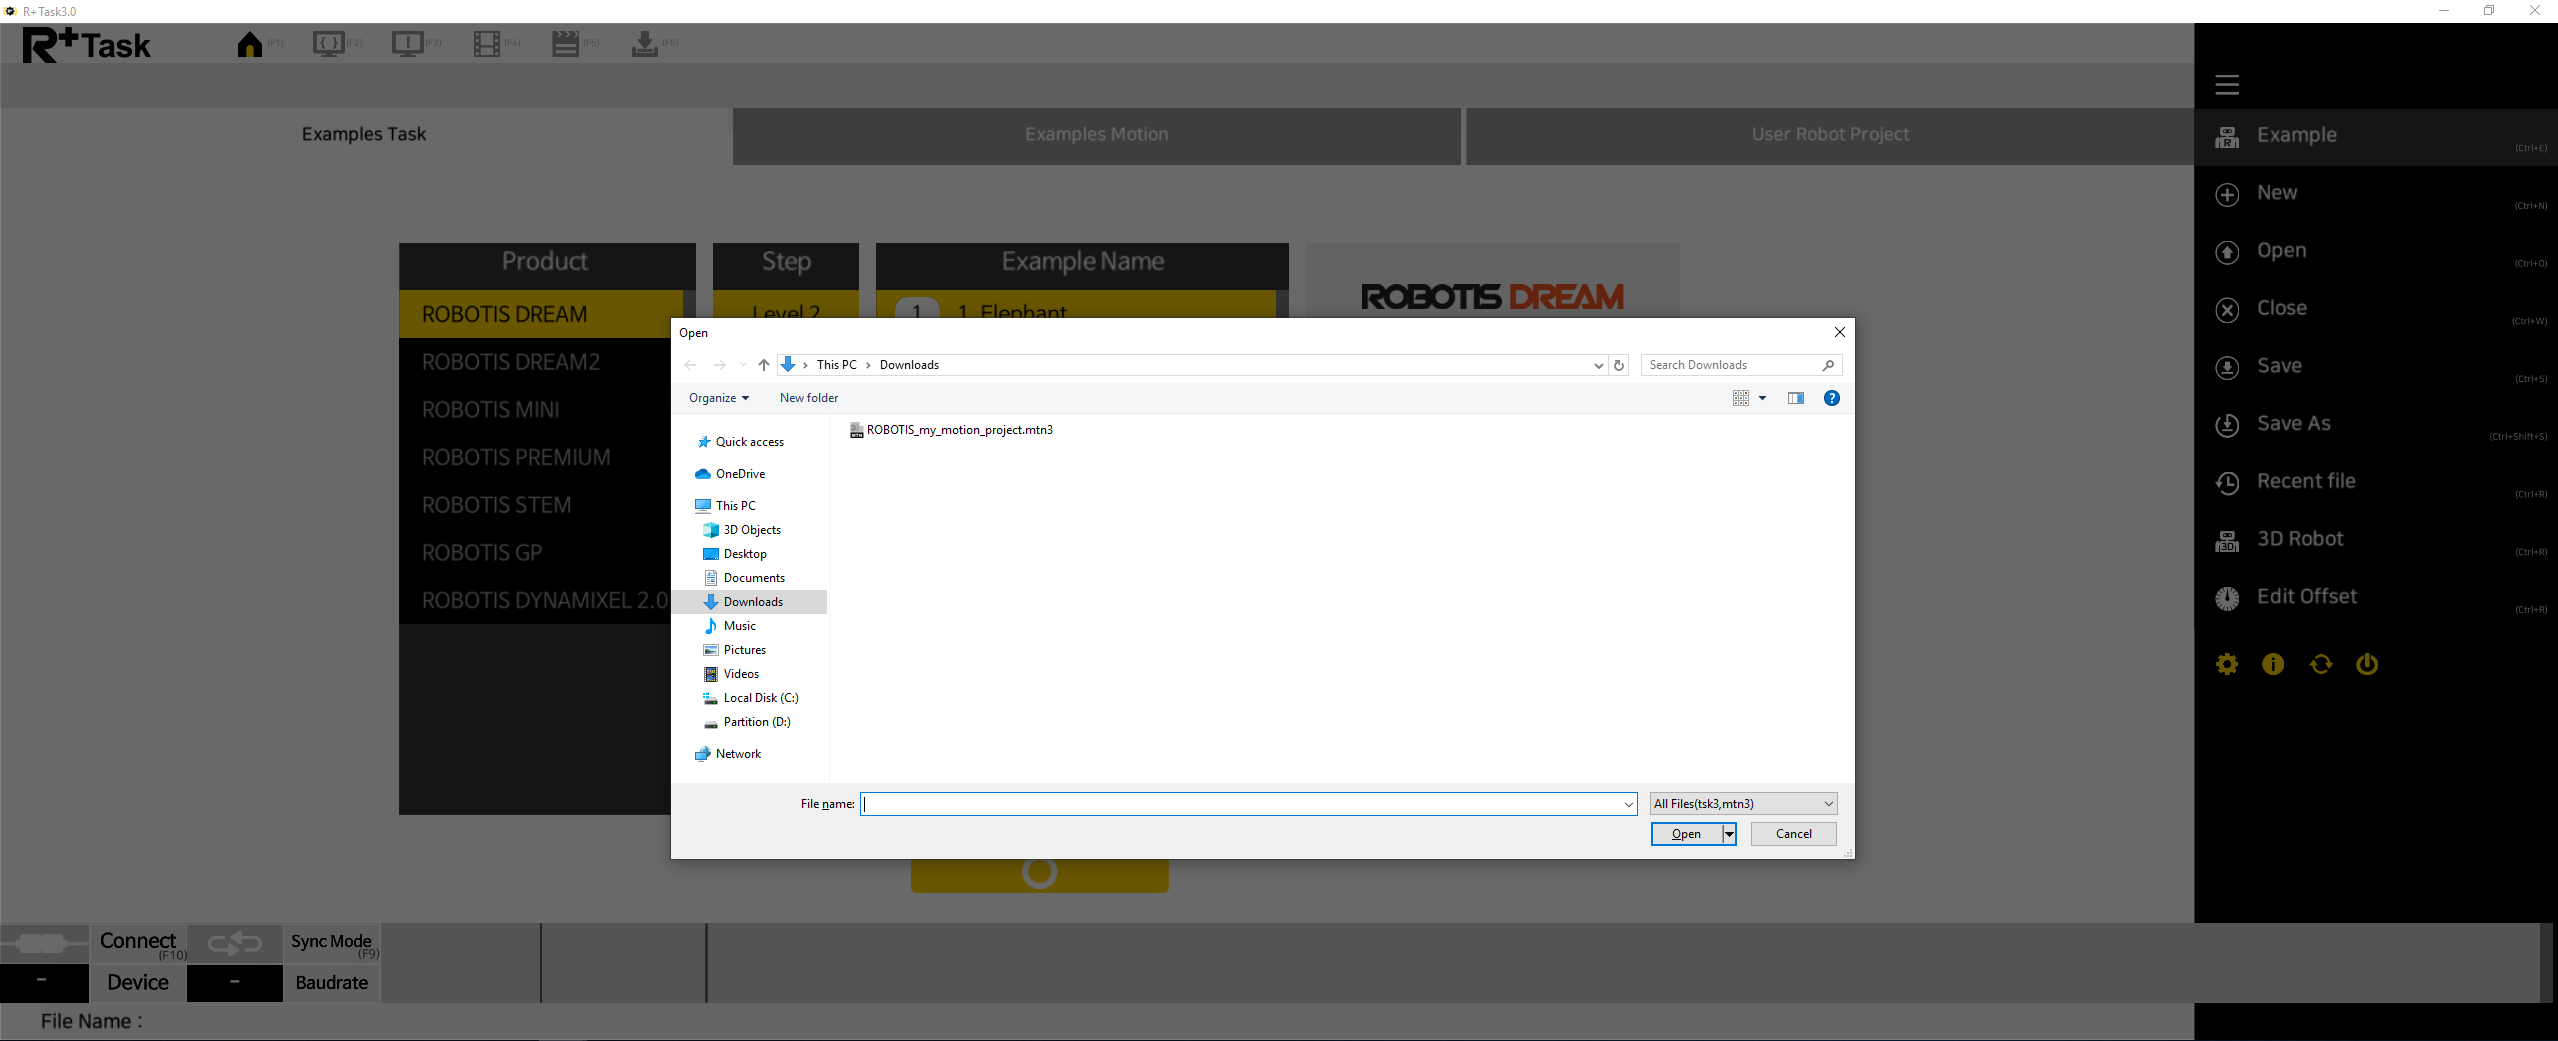 R+Task3.0
R+Task
(F1)
(F2)
(F3)
(F4)
(F5)
(F6)
Examples Task
Examples Motion
User Robot Project
Product
Step
Example Name
ROBOTIS DREAM
ROBOTIS DREAM
Level 2
1
1. Elephant
ROBOTIS DREAM2
ROBOTIS MINI
ROBOTIS PREMIUM
ROBOTIS STEM
ROBOTIS GP
ROBOTIS DYNAMIXEL 2.0
Open
This PC
Downloads
Search Downloads
Organize
New folder
?
Quick access
OneDrive
This PC
3D Objects
Desktop
Documents
Downloads
Music
Pictures
Videos
Local Disk (C:)
Partition (D:)
Network
MTN
ROBOTIS_my_motion_project.mtn3
File name:
All Files(tsk3,mtn3)
Open
Cancel
Example
(Ctrl+E)
New
(Ctrl+N)
Open
(Ctrl+O)
Close
(Ctrl+W)
Save
(Ctrl+S)
Save As
(Ctrl+Shift+S)
Recent file
(Ctrl+R)
3D Robot
(Ctrl+R)
Edit Offset
(Ctrl+R)
Connect
(F10)
Sync Mode
(F9)
-
Device
-
Baudrate
File Name :